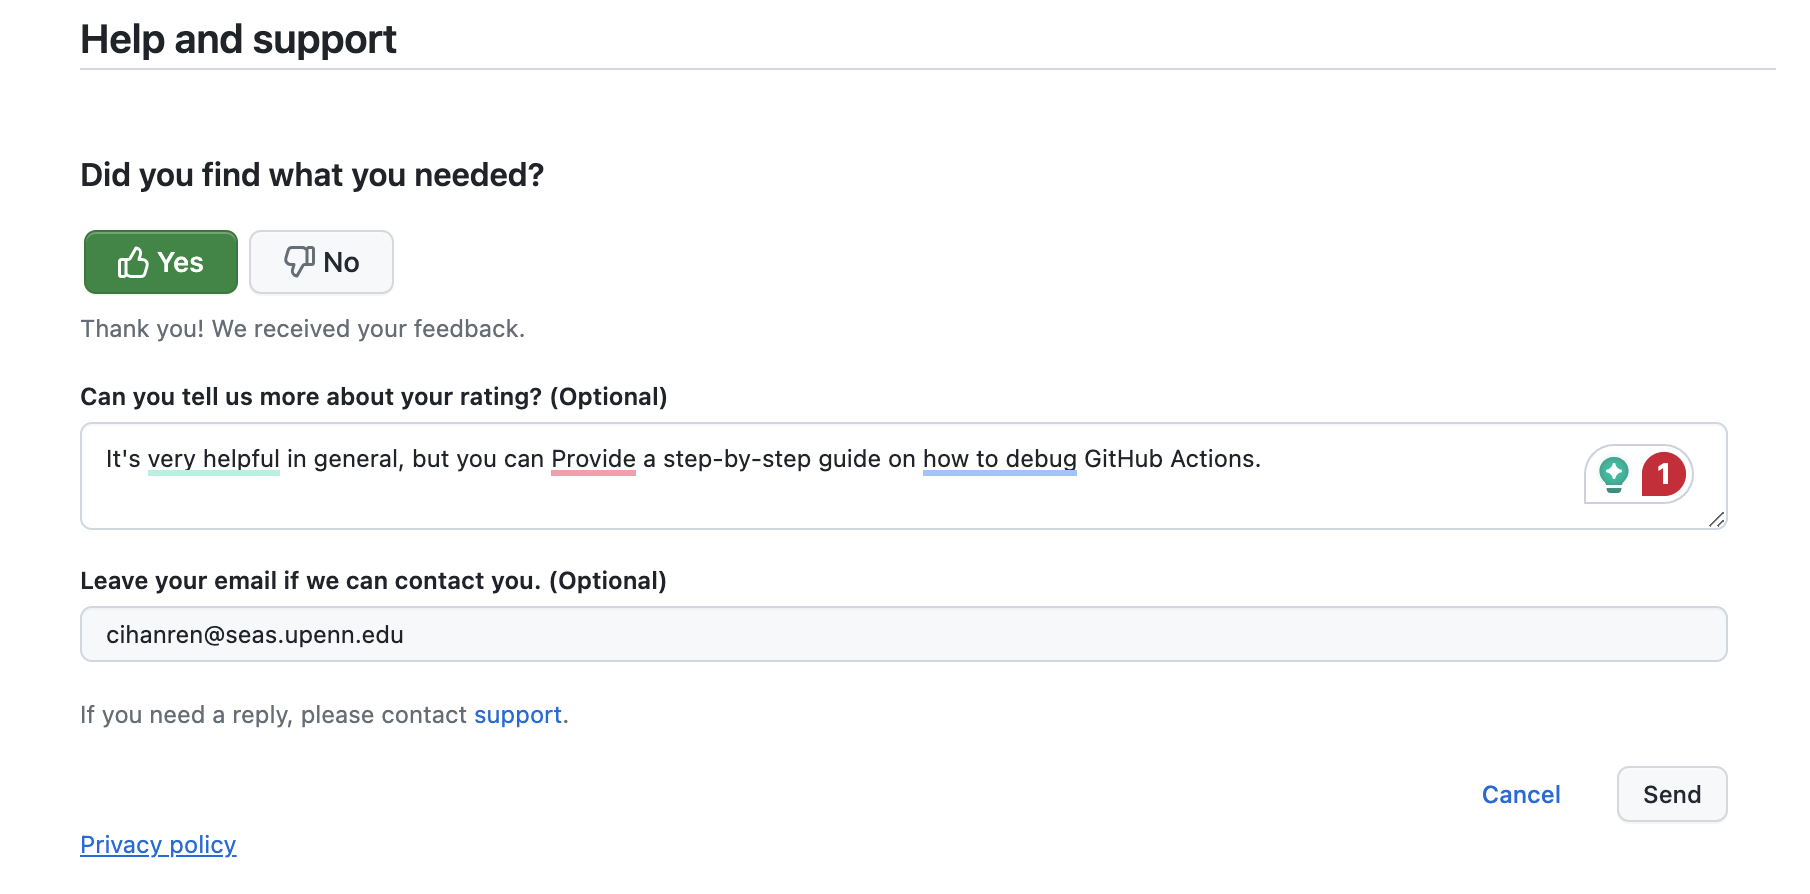 Help and support
Did you find what you needed?
Yes No
Thank you! We received your feedback.
Can you tell us more about your rating? (Optional)
It's very helpful in general, but you can Provide a step-by-step guide on how to debug GitHub Actions.
1
Leave your email if we can contact you. (Optional)
cihanren@seas.upenn.edu
If you need a reply, please contact support.
Cancel Send
Privacy policy